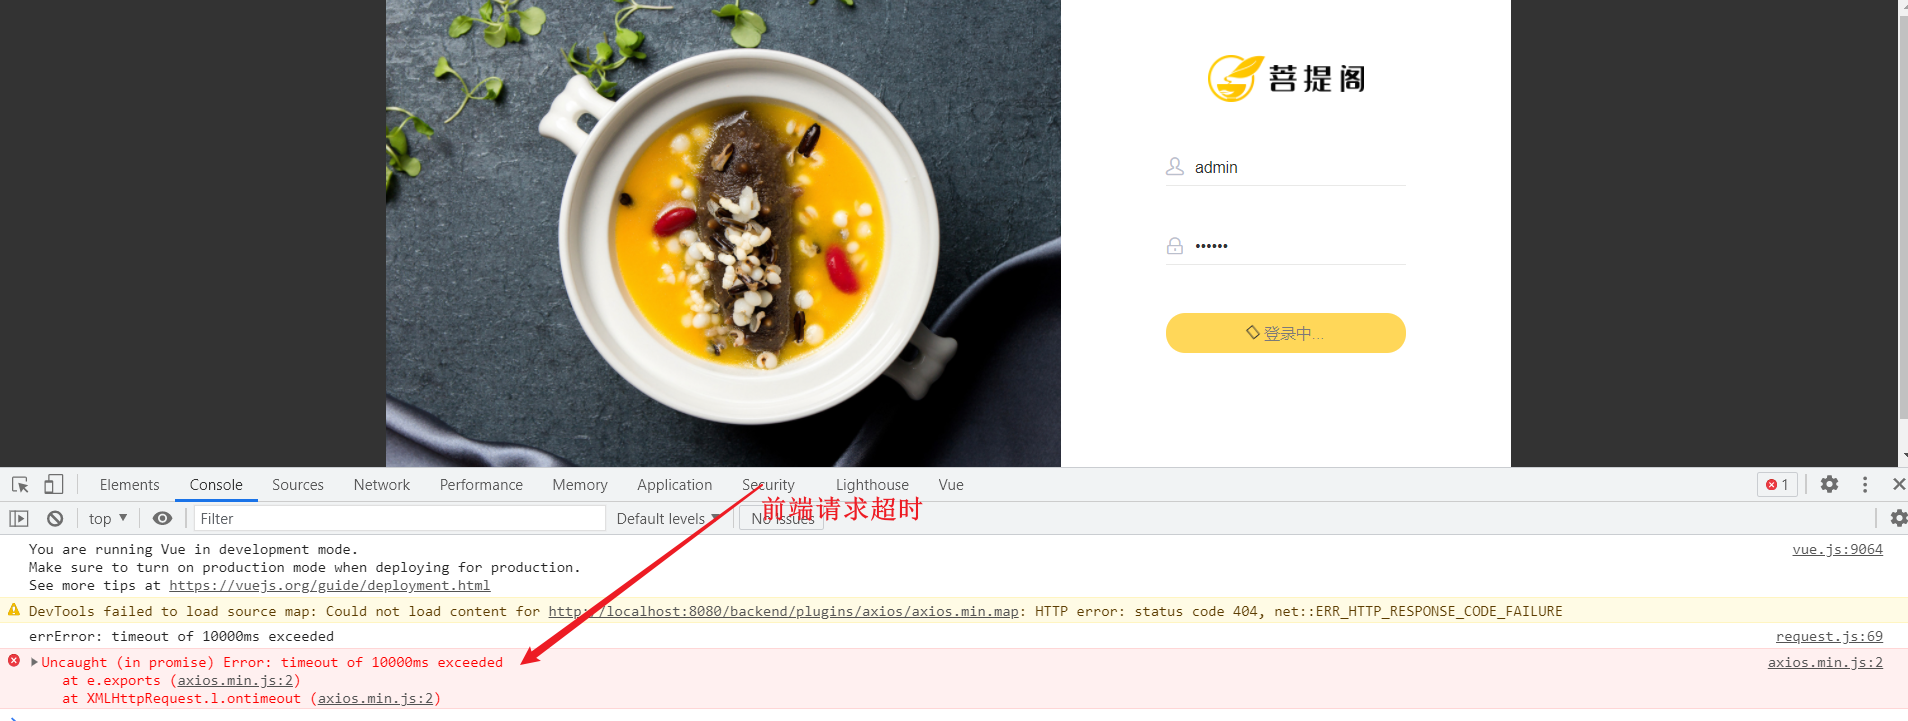 菩提阁
admin
••••••
登录中...
Elements Console Sources Network Performance Memory Application Security Lighthouse Vue 1
top Filter Default levels No issues
前端请求超时
You are running Vue in development mode. vue.js:9064
Make sure to turn on production mode when deploying for production.
See more tips at https://vuejs.org/guide/deployment.html
DevTools failed to load source map: Could not load content for http://localhost:8080/backend/plugins/axios/axios.min.map: HTTP error: status code 404, net::ERR_HTTP_RESPONSE_CODE_FAILURE
errError: timeout of 10000ms exceeded request.js:69
Uncaught (in promise) Error: timeout of 10000ms exceeded axios.min.js:2
at e.exports (axios.min.js:2)
at XMLHttpRequest.l.ontimeout (axios.min.js:2)